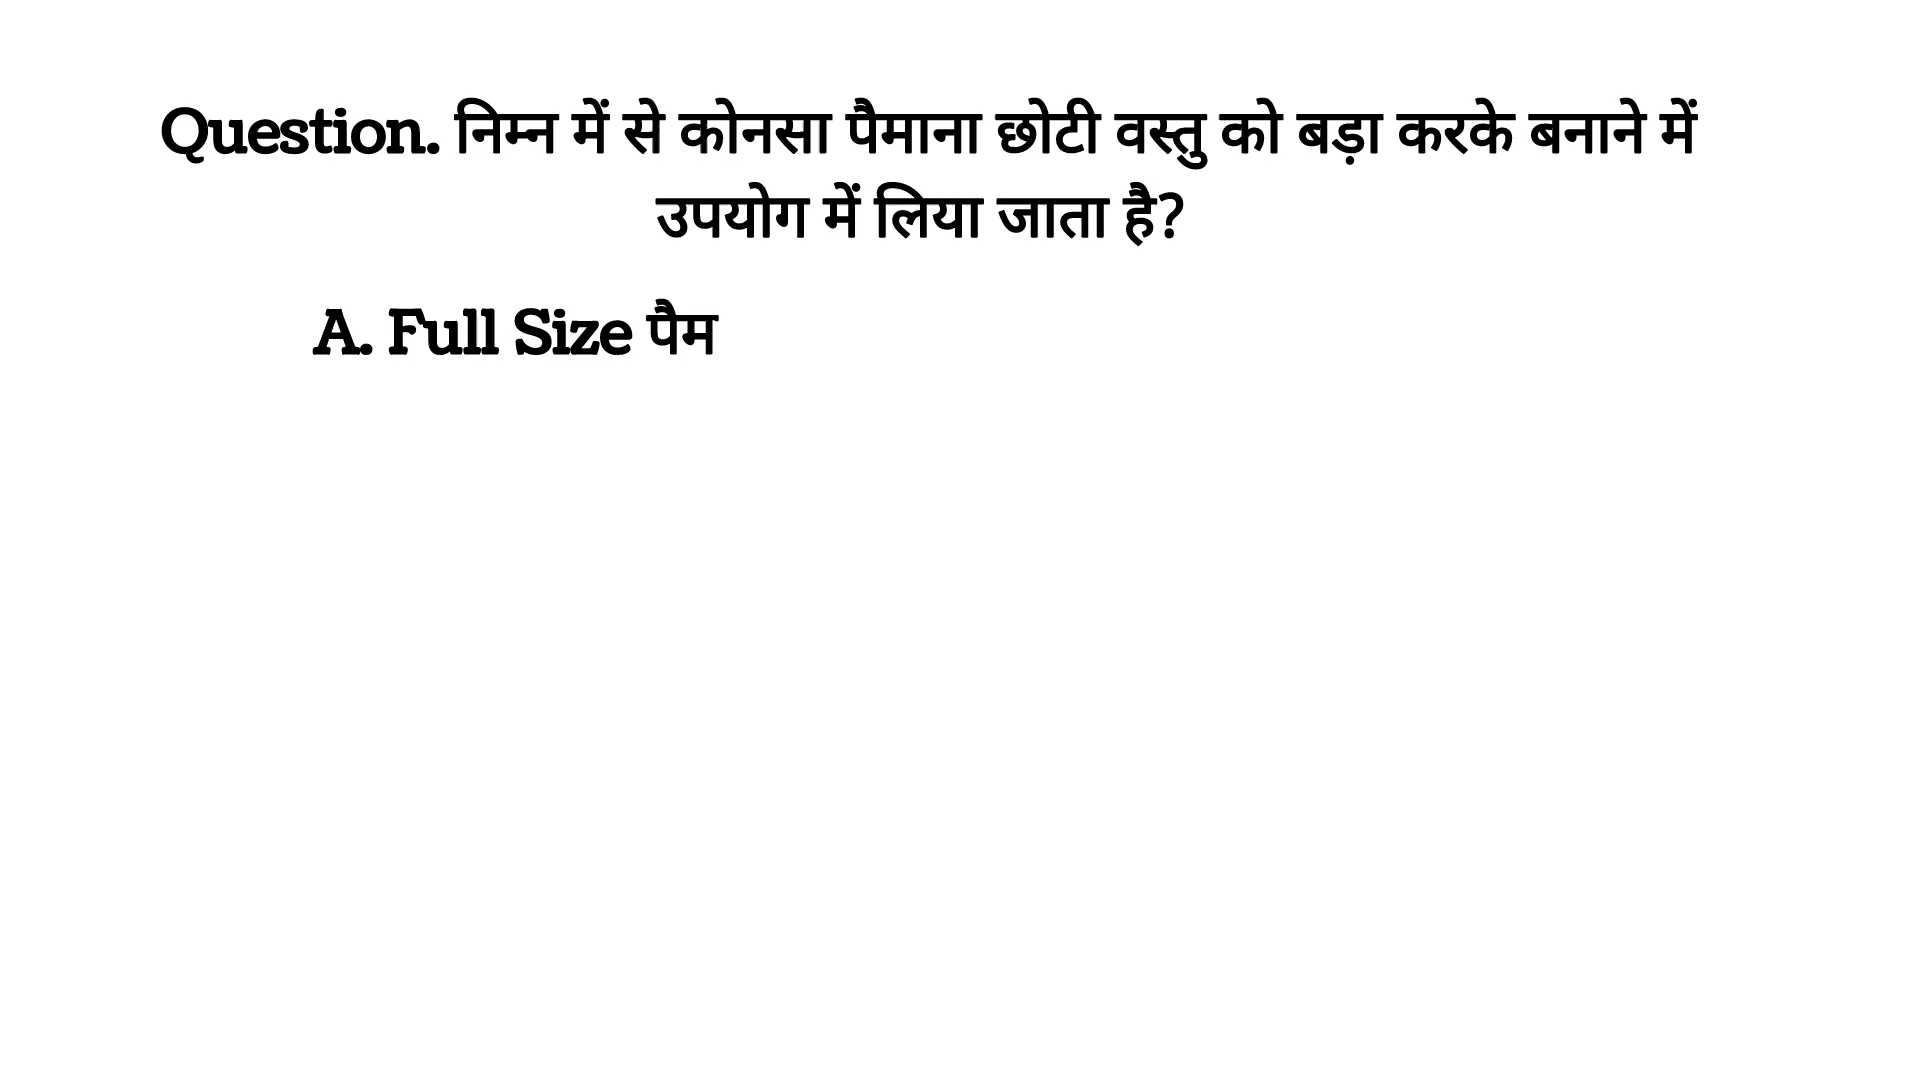 Question. निम्न में से कोनसा पैमाना छोटी वस्तु को बड़ा करके बनाने में
उपयोग में लिया जाता है?
A. Full Size पैम